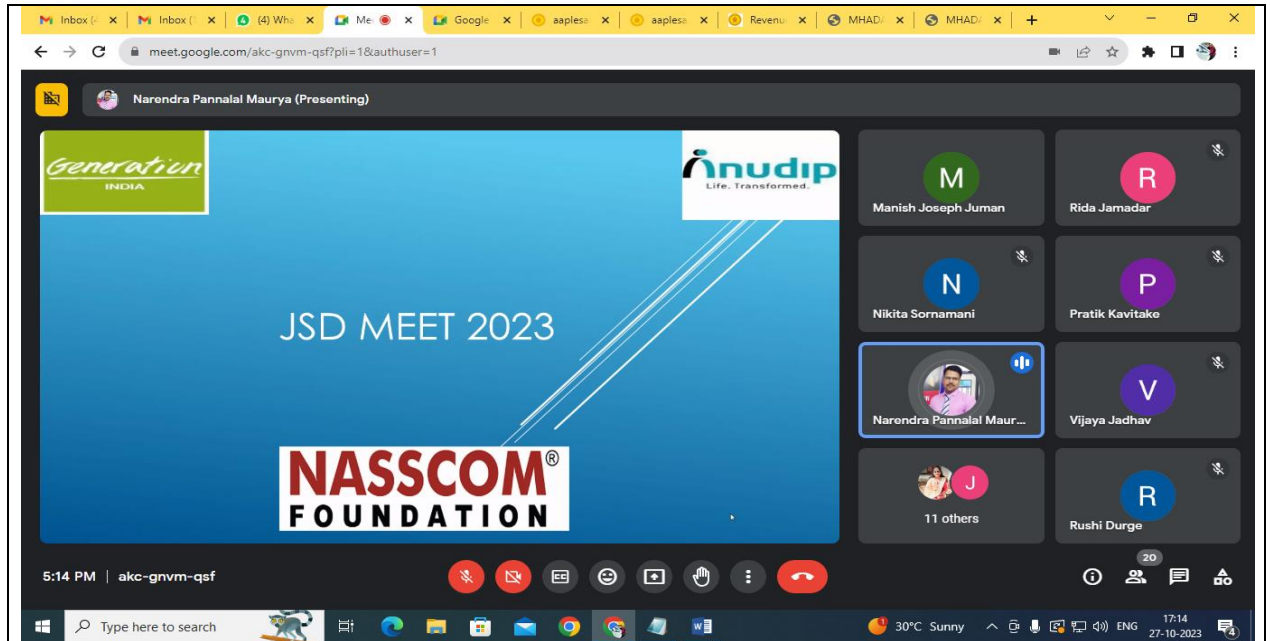 Inbox (4
Inbox (
(4) Wha
Me
Google
aaplesa
aaplesa
Revenu
MHADA
MHADA
meet.google.com/akc-gnvm-qsf?pli=1&authuser=1
Narendra Pannalal Maurya (Presenting)
Generation
INDIA
Anudip
Life. Transformed.
JSD MEET 2023
NASSCOM®
FOUNDATION
M
Manish Joseph Juman
R
Rida Jamadar
N
Nikita Sornamani
P
Pratik Kavitake
Narendra Pannalal Maur...
V
Vijaya Jadhav
J
11 others
R
Rushi Durge
5:14 PM | akc-gnvm-qsf
CC
20
Type here to search
30°C Sunny
ENG
17:14
27-10-2023
4